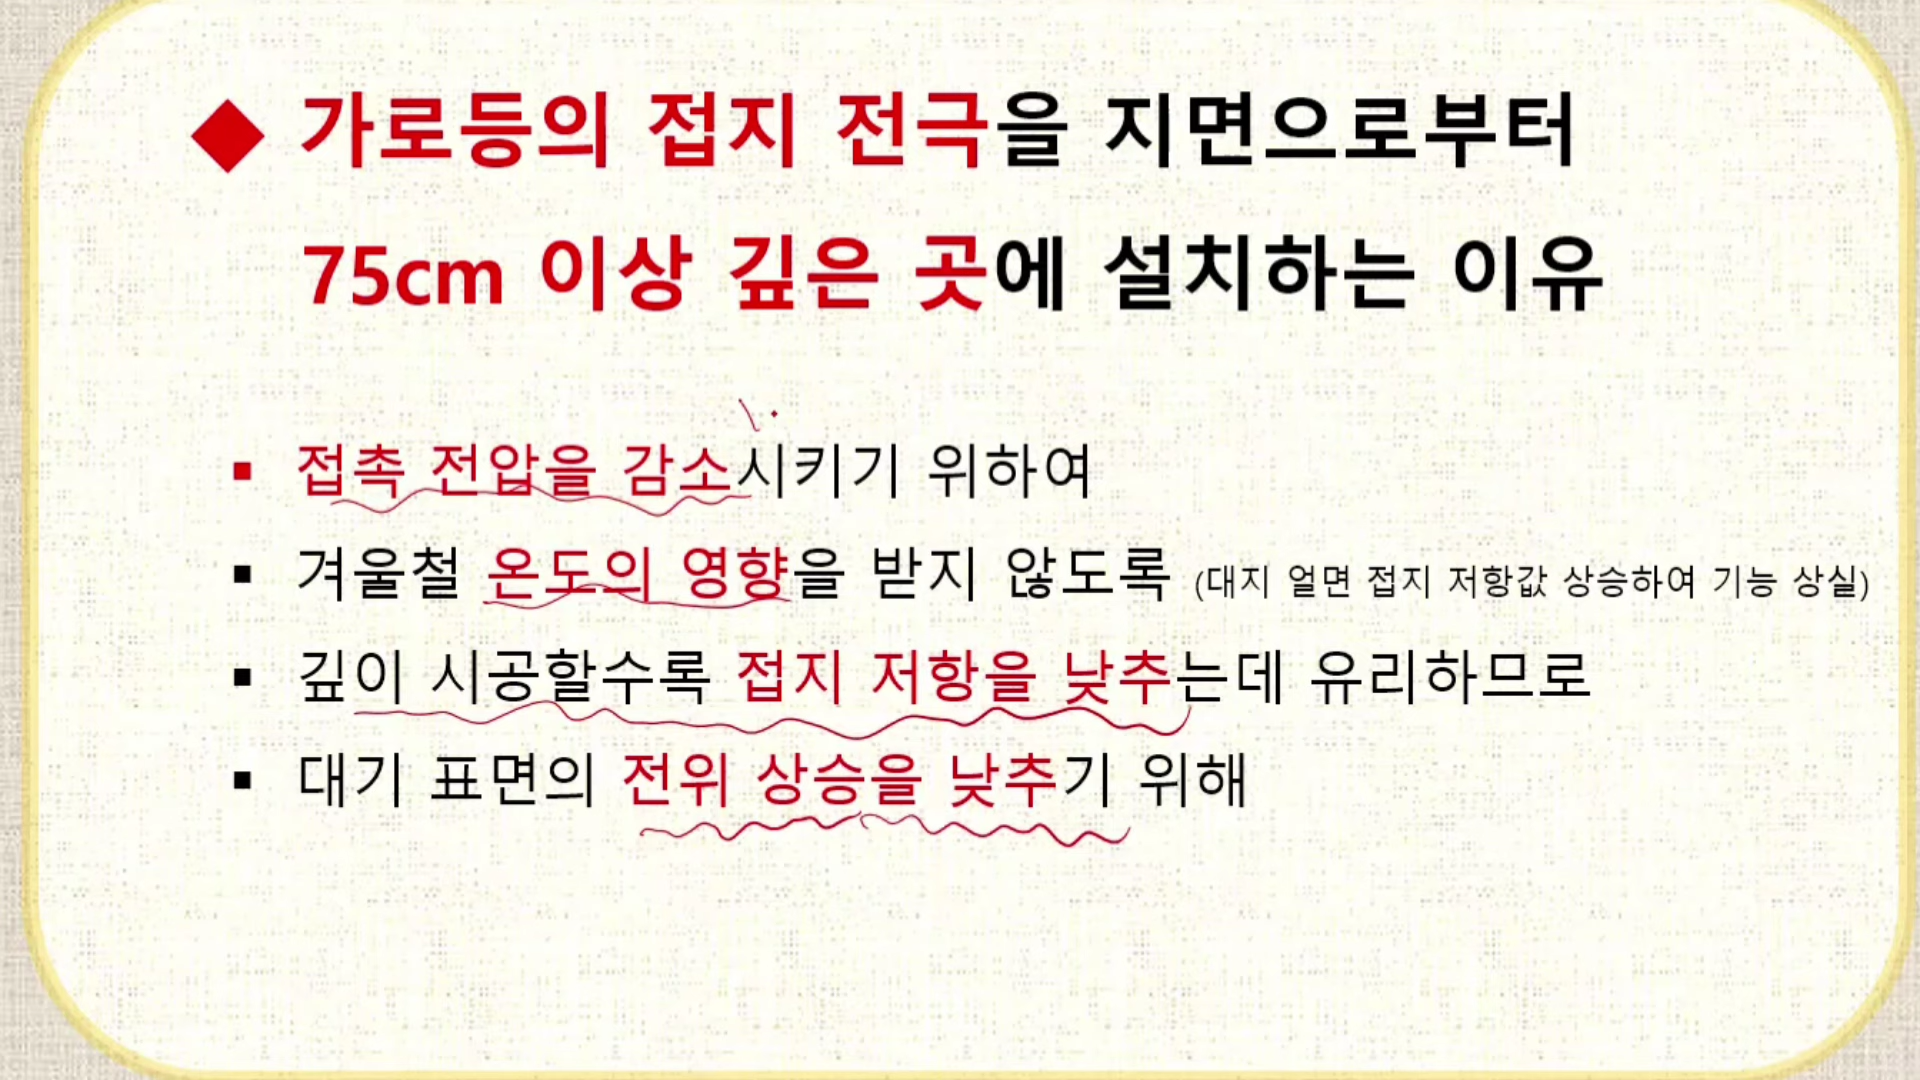 ◆ 가로등의 접지 전극을 지면으로부터
75cm 이상 깊은 곳에 설치하는 이유
▪ 접촉 전압을 감소시키기 위하여
▪ 겨울철 온도의 영향을 받지 않도록 (대지 얼면 접지 저항값 상승하여 기능 상실)
▪ 깊이 시공할수록 접지 저항을 낮추는데 유리하므로
▪ 대기 표면의 전위 상승을 낮추기 위해